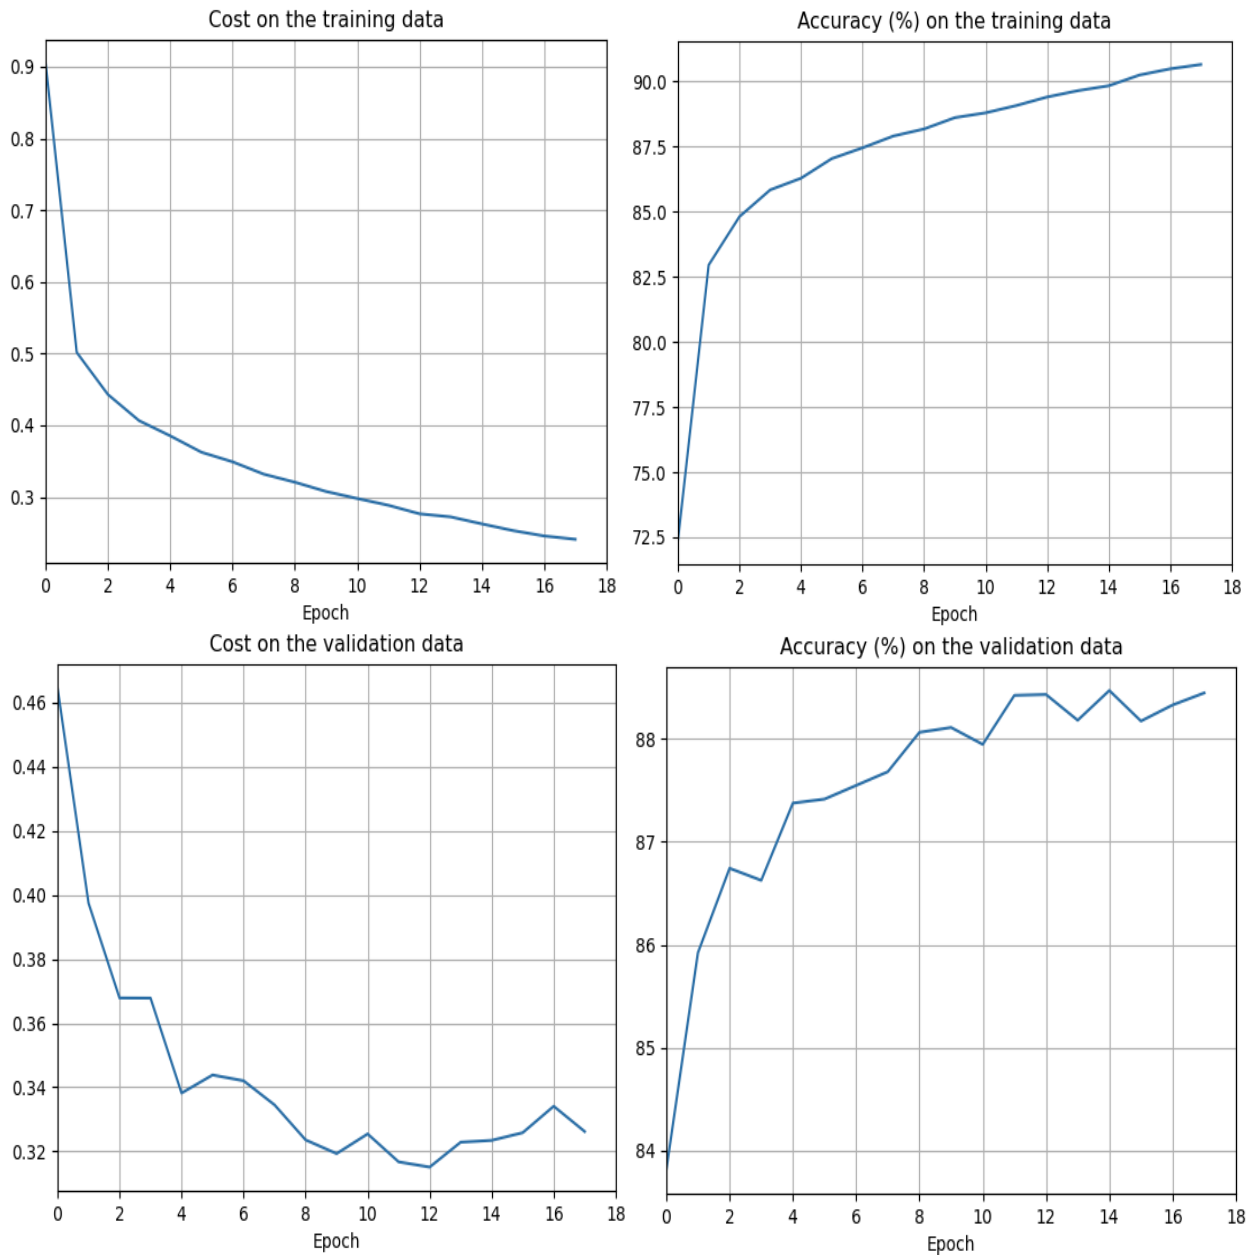 Cost on the training data
0.9
0.8
0.7
0.6
0.5
0.4
0.3
0 2 4 6 8 10 12 14 16 18
Epoch
Accuracy (%) on the training data
90.0
87.5
85.0
82.5
80.0
77.5
75.0
72.5
0 2 4 6 8 10 12 14 16 18
Epoch
Cost on the validation data
0.46
0.44
0.42
0.40
0.38
0.36
0.34
0.32
0 2 4 6 8 10 12 14 16 18
Epoch
Accuracy (%) on the validation data
88
87
86
85
84
0 2 4 6 8 10 12 14 16 18
Epoch